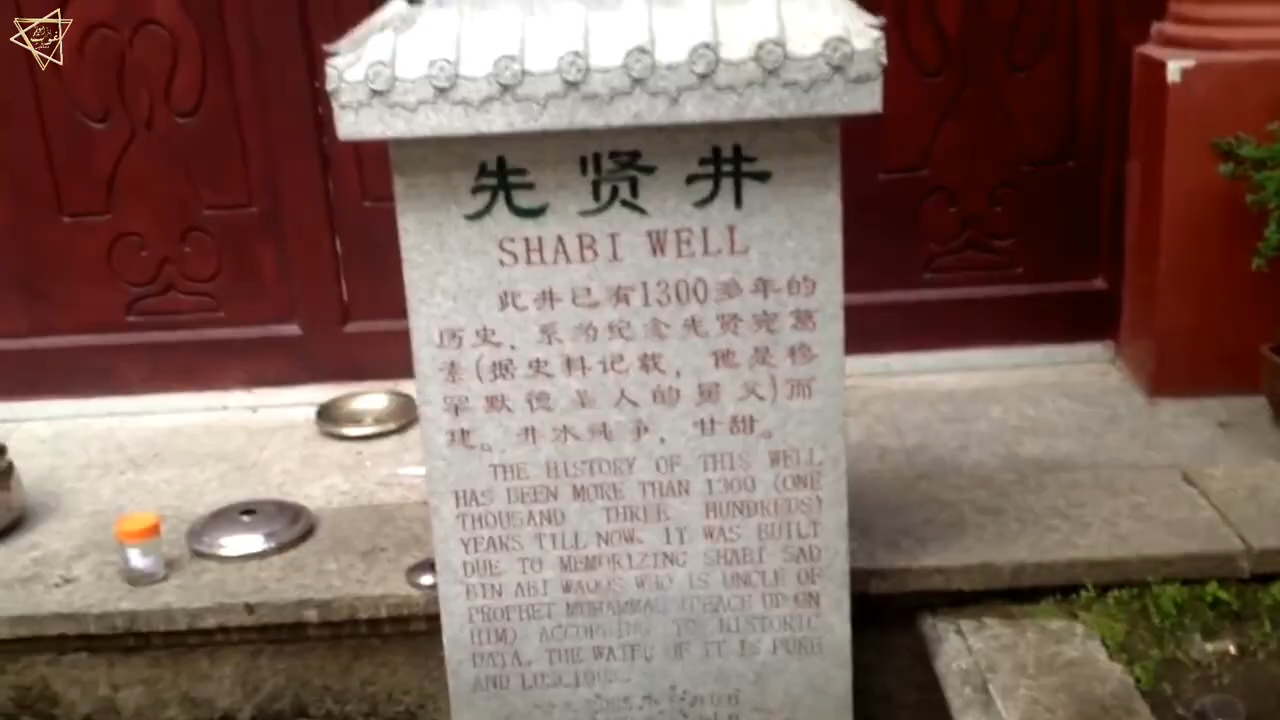 先贤井
SHABI WELL
此井已有1300多年的
历史，系为纪念先贤宛葛
素(据史料记载，他是穆
罕默德圣人的舅父)而
建。井水纯净，甘甜。
THE HISTORY OF THIS WELL
HAS BEEN MORE THAN 1300 (ONE
THOUSAND THREE HUNDREDS)
YEARS TILL NOW. IT WAS BUILT
DUE TO MEMORIZING SHABI SAD
BIN ABI WAQQS WHO IS UNCLE OF
PROPHET MUHAMMAD (PEACE UP ON
HIM) ACCORDING TO HISTORIC
DATA. THE WATER OF IT IS PURE
AND LUSCIOUS.